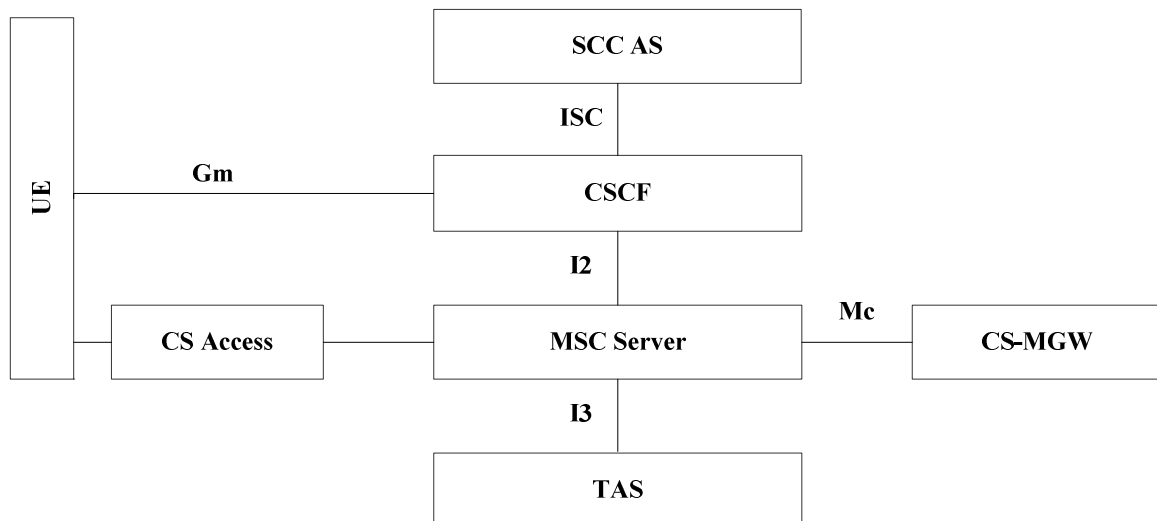 SCC AS
ISC
UE
Gm
CSCF
I2
CS Access
MSC Server
Mc
CS-MGW
I3
TAS